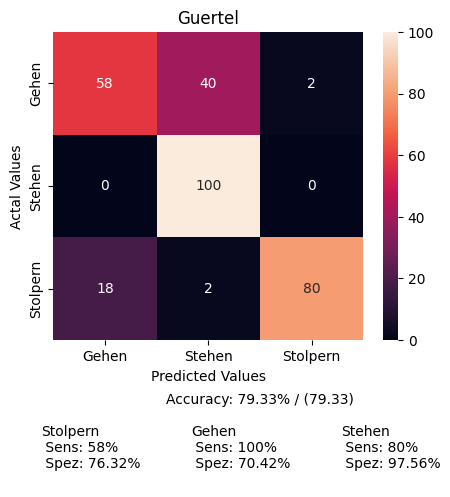 Guertel
Actal Values
Gehen
58
40
2
Stehen
0
100
0
Stolpern
18
2
80
Gehen
Stehen
Stolpern
Predicted Values
100
80
60
40
20
0
Accuracy: 79.33% / (79.33)
Stolpern
Sens: 58%
Spez: 76.32%
Gehen
Sens: 100%
Spez: 70.42%
Stehen
Sens: 80%
Spez: 97.56%